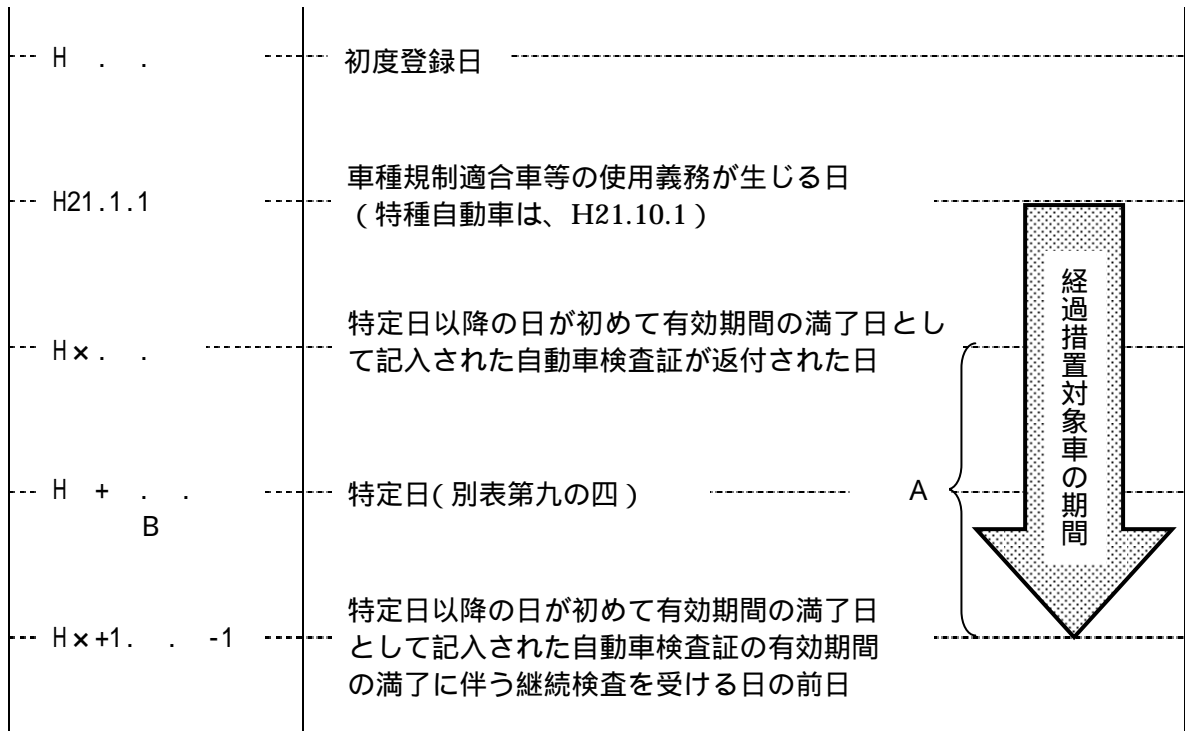 H . .
初度登録日
H21.1.1
車種規制適合車等の使用義務が生じる日
(特種自動車は、H21.10.1)
H×. .
特定日以降の日が初めて有効期間の満了日とし
て記入された自動車検査証が返付された日
H + . .
B
特定日(別表第九の四)
A
H×+1. . -1
特定日以降の日が初めて有効期間の満了日
として記入された自動車検査証の有効期間
の満了に伴う継続検査を受ける日の前日
経過措置対象車の期間